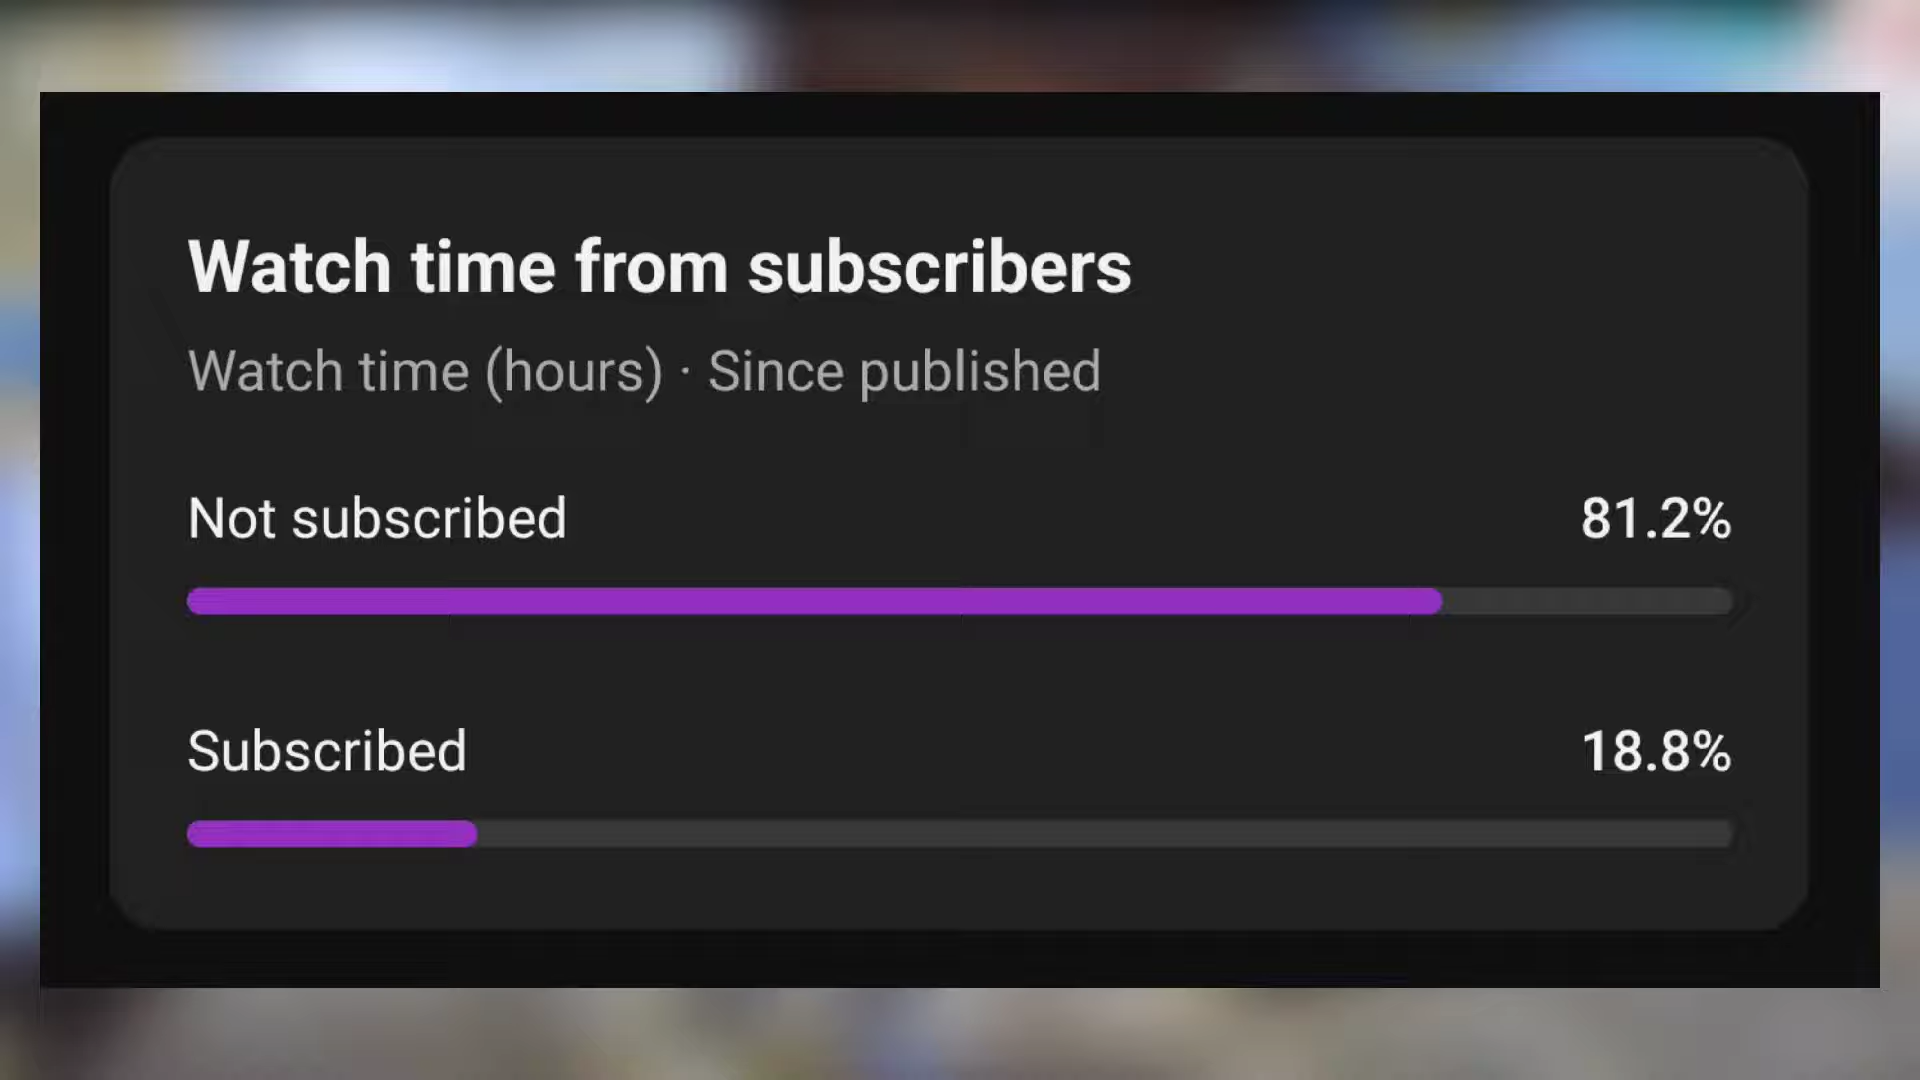 Watch time from subscribers
Watch time (hours) · Since published
Not subscribed 81.2%
Subscribed 18.8%